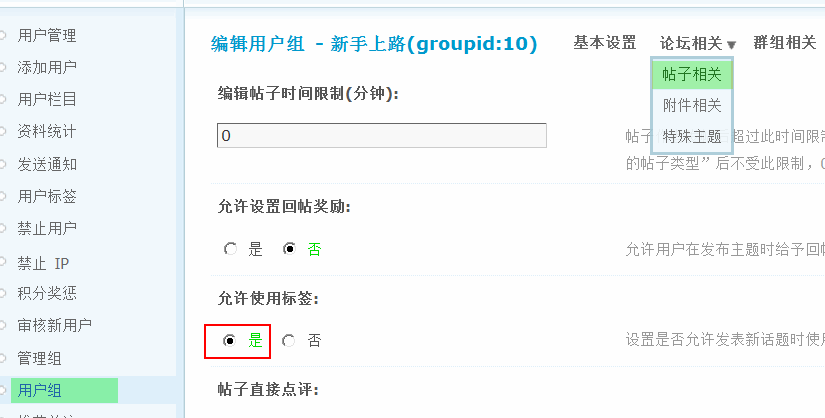 用户管理
添加用户
用户栏目
资料统计
发送通知
用户标签
禁止用户
禁止 IP
积分奖惩
审核新用户
管理组
用户组
编辑用户组 - 新手上路(groupid:10)
基本设置
论坛相关▼
群组相关
帖子相关
附件相关
特殊主题
编辑帖子时间限制(分钟):
0
帖子
超过此时间限制
的帖子类型”后不受此限制，
允许设置回帖奖励:
是 否
允许用户在发布主题时给予回帖
允许使用标签:
是 否
设置是否允许发表新话题时使用
帖子直接点评: